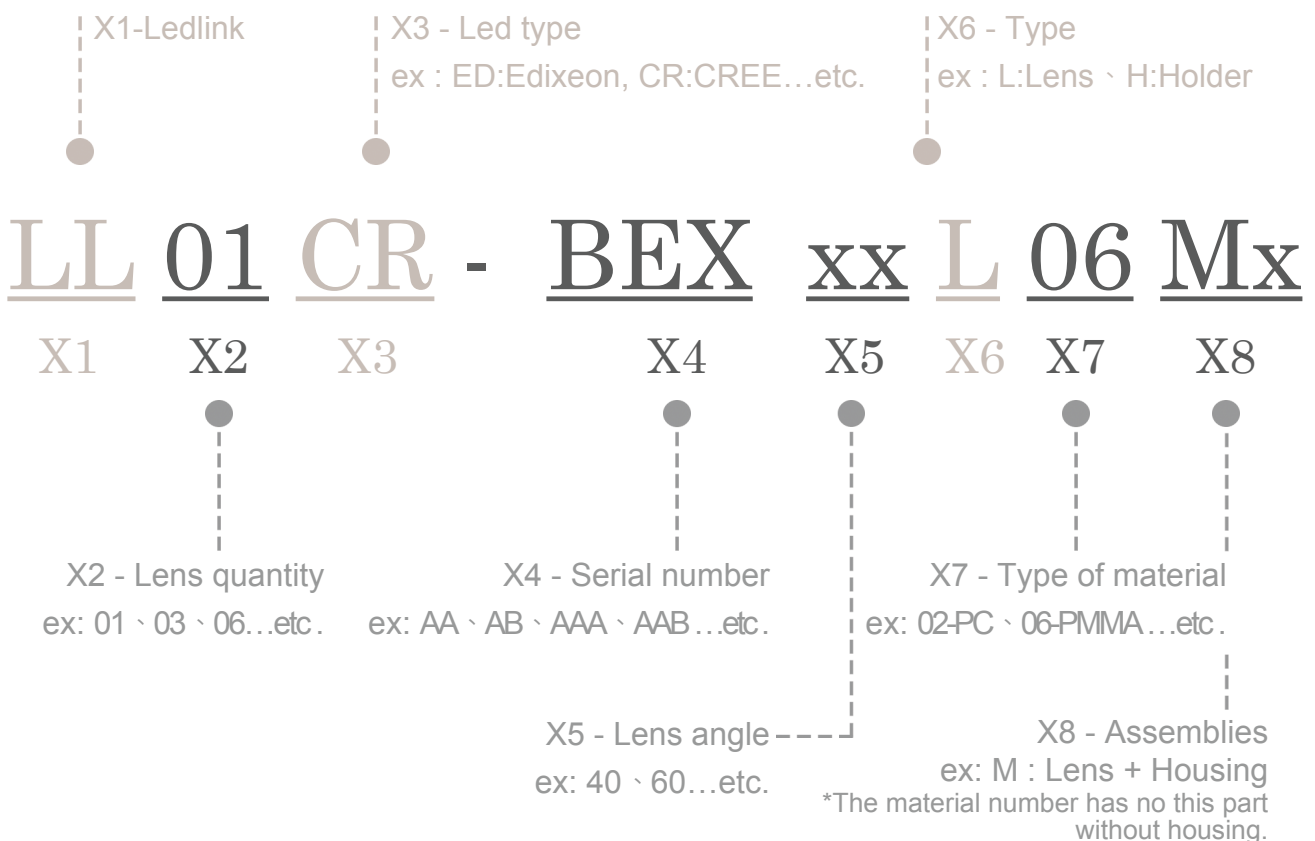 X1-Ledlink
X3 - Led type
ex : ED:Edixeon, CR:CREE…etc.
X6 - Type
ex : L:Lens、H:Holder
LL 01 CR - BEX xx L 06 Mx
X1 X2 X3 X4 X5 X6 X7 X8
X2 - Lens quantity
ex: 01、03、06…etc.
X4 - Serial number
ex: AA、AB、AAA、AAB…etc.
X7 - Type of material
ex: 02-PC、06-PMMA…etc.
X5 - Lens angle
ex: 40、60…etc.
X8 - Assemblies
ex: M : Lens + Housing
*The material number has no this part
without housing.